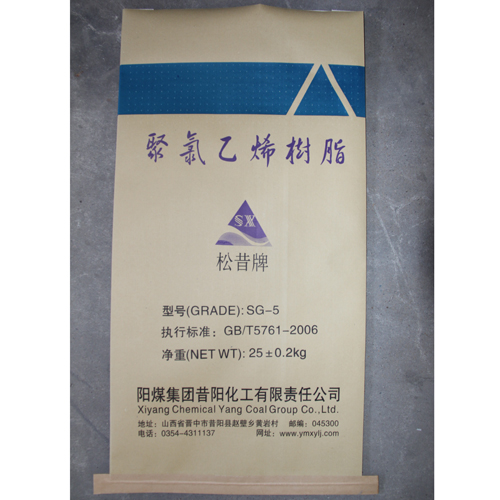 聚氯乙烯樹脂
SX
松昔牌
型号(GRADE): SG-5
执行标准: GB/T5761-2006
净重(NET WT): 25±0.2kg
阳煤集团昔阳化工有限责任公司
Xiyang Chemical Yang Coal Group Co., Ltd.
地址: 山西省晋中市昔阳县赵壁乡黄岩村 邮编: 045300
电话: 0354-4311137 网址: www.ymxylj.com